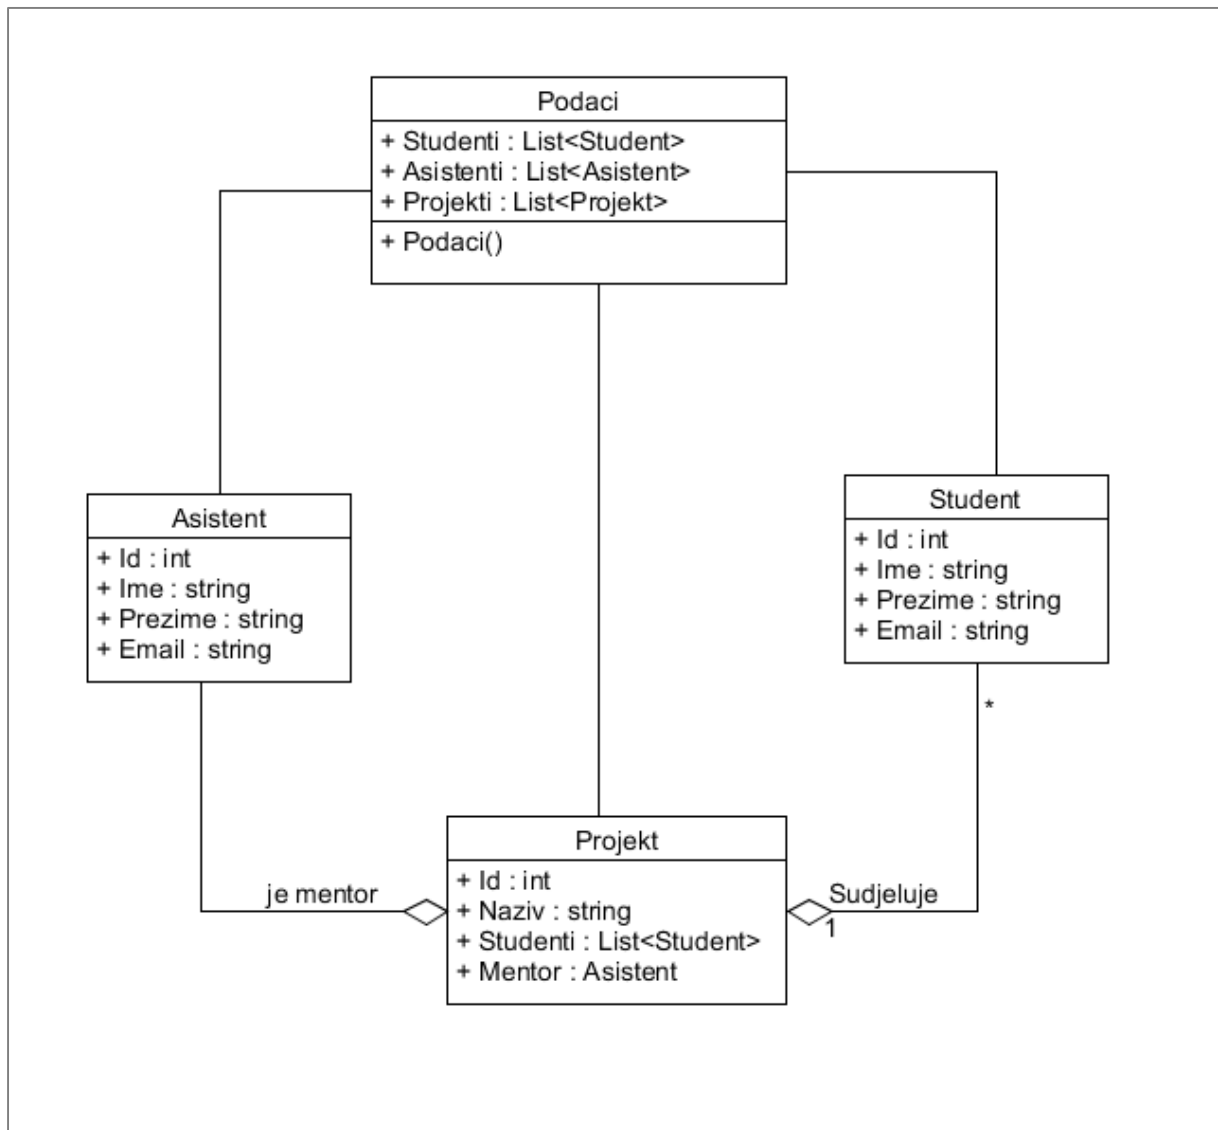 Podaci
+ Studenti : List<Student>
+ Asistenti : List<Asistent>
+ Projekti : List<Projekt>
+ Podaci()
Asistent
+ Id : int
+ Ime : string
+ Prezime : string
+ Email : string
Student
+ Id : int
+ Ime : string
+ Prezime : string
+ Email : string
*
je mentor
Projekt
+ Id : int
+ Naziv : string
+ Studenti : List<Student>
+ Mentor : Asistent
Sudjeluje
1